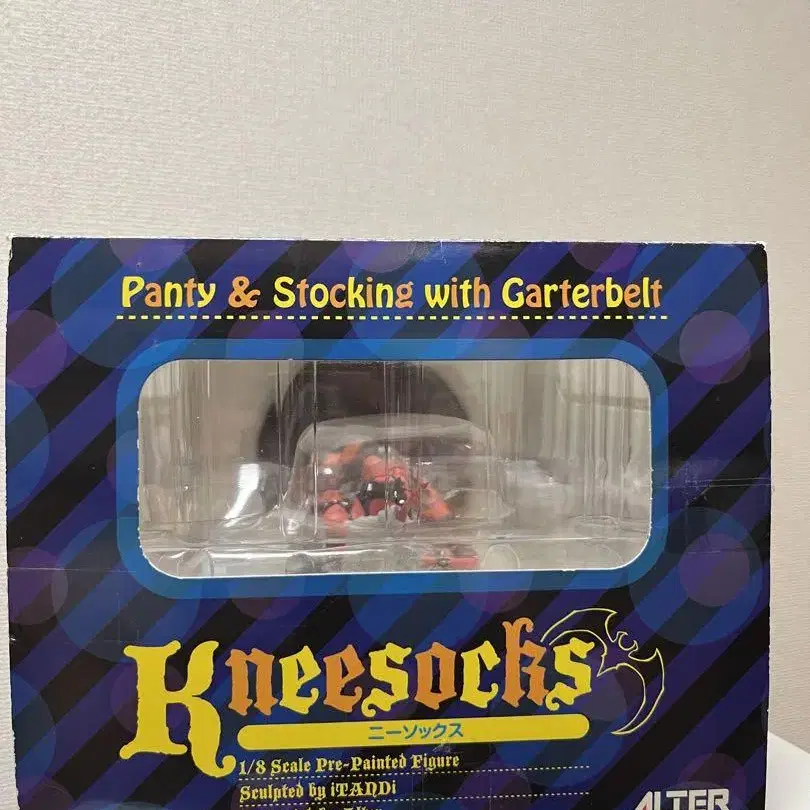 Panty & Stocking with Garterbelt
Kneesocks
ニーソックス
1/8 Scale Pre-Painted Figure
Sculpted by iTANDi
ALTER